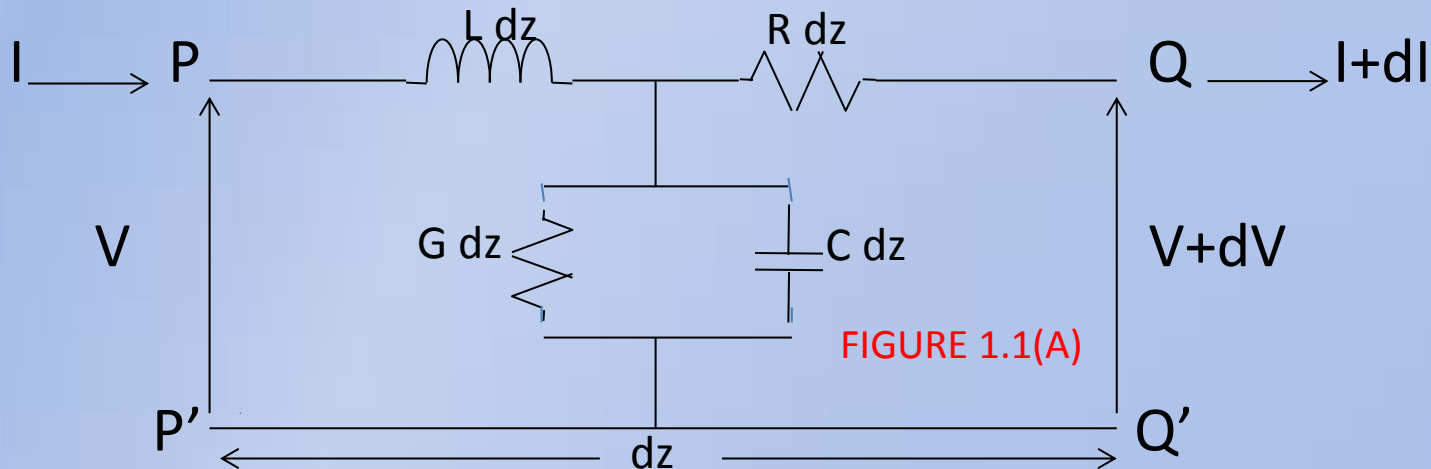 L dz
R dz
I P Q I+dI
V G dz C dz V+dV
FIGURE 1.1(A)
P’ Q’
dz